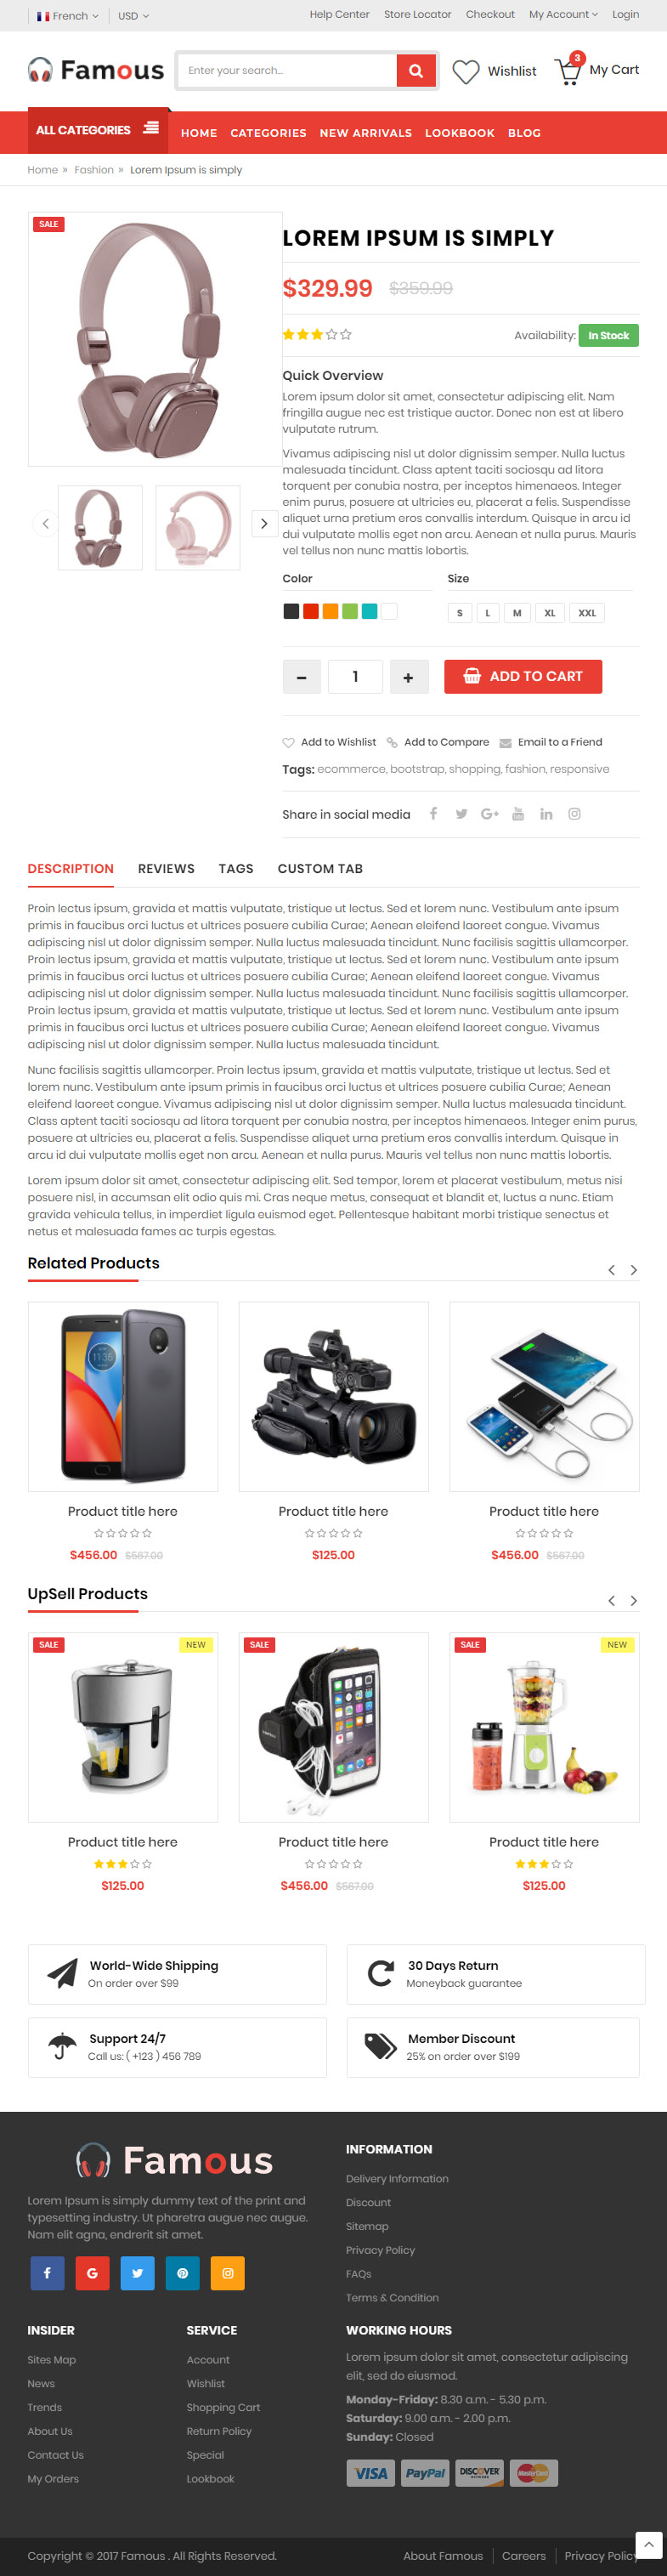 French USD Help Center Store Locator Checkout My Account Login
Famous Enter your search... Wishlist 3 My Cart
ALL CATEGORIES HOME CATEGORIES NEW ARRIVALS LOOKBOOK BLOG
Home » Fashion » Lorem Ipsum is simply
SALE
LOREM IPSUM IS SIMPLY
$329.99 $359.99
Availability: In Stock
Quick Overview
Lorem ipsum dolor sit amet, consectetur adipiscing elit. Nam
fringilla augue nec est tristique auctor. Donec non est at libero
vulputate rutrum.
Vivamus adipiscing nisl ut dolor dignissim semper. Nulla luctus
malesuada tincidunt. Class aptent taciti sociosqu ad litora
torquent per conubia nostra, per inceptos himenaeos. Integer
enim purus, posuere at ultricies eu, placerat a felis. Suspendisse
aliquet urna pretium eros convallis interdum. Quisque in arcu id
dui vulputate mollis eget non arcu. Aenean et nulla purus. Mauris
vel tellus non nunc mattis lobortis.
Color Size
S L M XL XXL
− 1 + ADD TO CART
Add to Wishlist Add to Compare Email to a Friend
Tags: ecommerce, bootstrap, shopping, fashion, responsive
Share in social media
DESCRIPTION REVIEWS TAGS CUSTOM TAB
Proin lectus ipsum, gravida et mattis vulputate, tristique ut lectus. Sed et lorem nunc. Vestibulum ante ipsum
primis in faucibus orci luctus et ultrices posuere cubilia Curae; Aenean eleifend laoreet congue. Vivamus
adipiscing nisl ut dolor dignissim semper. Nulla luctus malesuada tincidunt. Nunc facilisis sagittis ullamcorper.
Proin lectus ipsum, gravida et mattis vulputate, tristique ut lectus. Sed et lorem nunc. Vestibulum ante ipsum
primis in faucibus orci luctus et ultrices posuere cubilia Curae; Aenean eleifend laoreet congue. Vivamus
adipiscing nisl ut dolor dignissim semper. Nulla luctus malesuada tincidunt. Nunc facilisis sagittis ullamcorper.
Proin lectus ipsum, gravida et mattis vulputate, tristique ut lectus. Sed et lorem nunc. Vestibulum ante ipsum
primis in faucibus orci luctus et ultrices posuere cubilia Curae; Aenean eleifend laoreet congue. Vivamus
adipiscing nisl ut dolor dignissim semper. Nulla luctus malesuada tincidunt.
Nunc facilisis sagittis ullamcorper. Proin lectus ipsum, gravida et mattis vulputate, tristique ut lectus. Sed et
lorem nunc. Vestibulum ante ipsum primis in faucibus orci luctus et ultrices posuere cubilia Curae; Aenean
eleifend laoreet congue. Vivamus adipiscing nisl ut dolor dignissim semper. Nulla luctus malesuada tincidunt.
Class aptent taciti sociosqu ad litora torquent per conubia nostra, per inceptos himenaeos. Integer enim purus,
posuere at ultricies eu, placerat a felis. Suspendisse aliquet urna pretium eros convallis interdum. Quisque in
arcu id dui vulputate mollis eget non arcu. Aenean et nulla purus. Mauris vel tellus non nunc mattis lobortis.
Lorem ipsum dolor sit amet, consectetur adipiscing elit. Sed tempor, lorem et placerat vestibulum, metus nisi
posuere nisl, in accumsan elit odio quis mi. Cras neque metus, consequat et blandit et, luctus a nunc. Etiam
gravida vehicula tellus, in imperdiet ligula euismod eget. Pellentesque habitant morbi tristique senectus et
netus et malesuada fames ac turpis egestas.
Related Products
11:35
Product title here Product title here Product title here
$456.00 $567.00 $125.00 $456.00 $567.00
UpSell Products
SALE NEW SALE SALE NEW
Product title here Product title here Product title here
$125.00 $456.00 $567.00 $125.00
World-Wide Shipping
On order over $99
30 Days Return
Moneyback guarantee
Support 24/7
Call us: ( +123 ) 456 789
Member Discount
25% on order over $199
Famous
Lorem Ipsum is simply dummy text of the print and
typesetting industry. Ut pharetra augue nec augue.
Nam elit agna, endrerit sit amet.
INFORMATION
Delivery Information
Discount
Sitemap
Privacy Policy
FAQs
Terms & Condition
INSIDER
Sites Map
News
Trends
About Us
Contact Us
My Orders
SERVICE
Account
Wishlist
Shopping Cart
Return Policy
Special
Lookbook
WORKING HOURS
Lorem ipsum dolor sit amet, consectetur adipiscing
elit, sed do eiusmod.
Monday-Friday: 8.30 a.m. - 5.30 p.m.
Saturday: 9.00 a.m. - 2.00 p.m.
Sunday: Closed
VISA PayPal DISCOVER MasterCard
Copyright © 2017 Famous . All Rights Reserved. About Famous Careers Privacy Policy